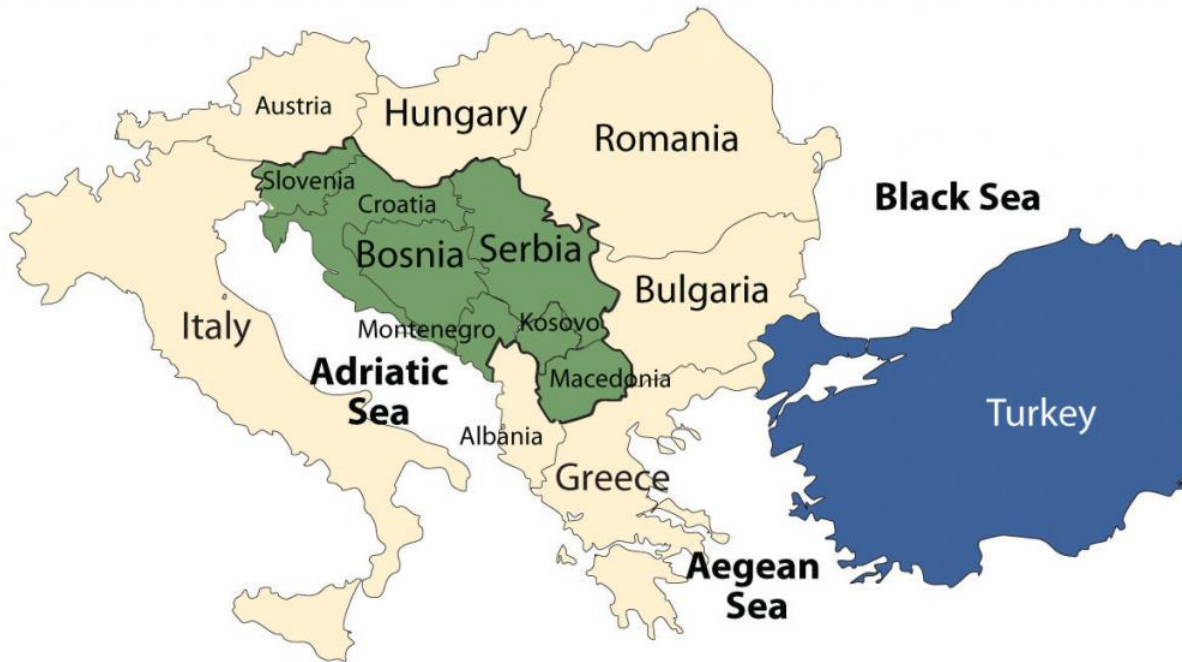 Austria
Hungary
Romania
Slovenia
Croatia
Black Sea
Bosnia
Serbia
Bulgaria
Italy
Montenegro
Kosovo
Adriatic
Sea
Macedonia
Turkey
Albania
Greece
Aegean
Sea